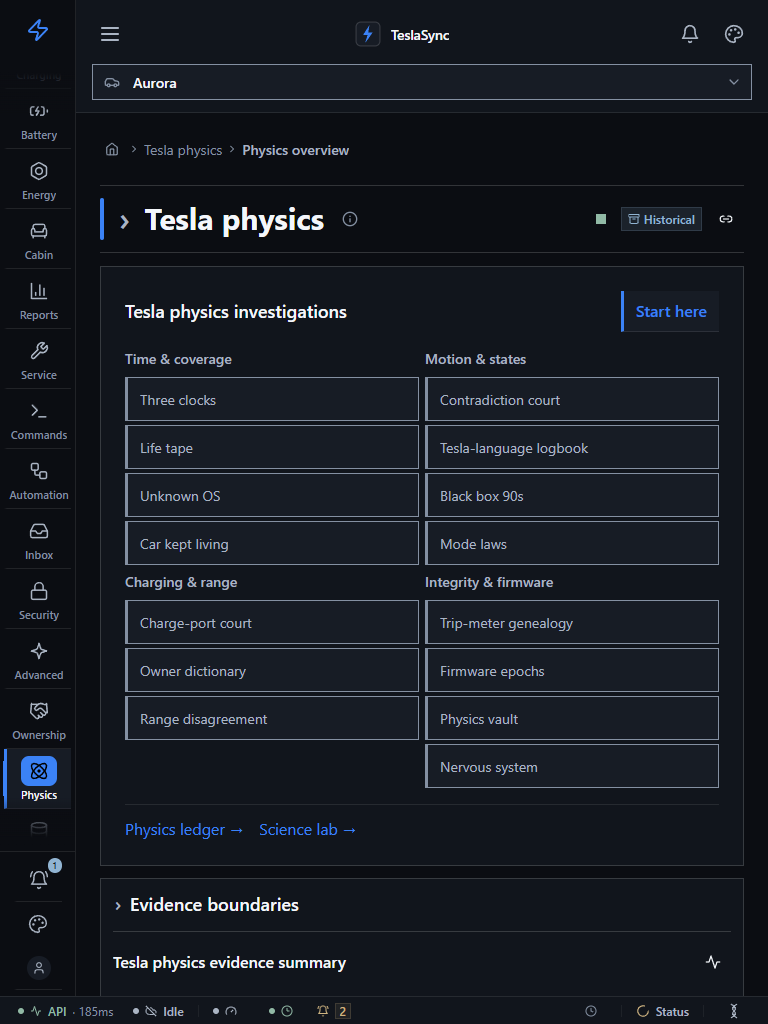 TeslaSync
Aurora
Charging
Battery
Energy
Cabin
Reports
Service
Commands
Automation
Inbox
Security
Advanced
Ownership
Physics
1
Tesla physics > Physics overview
› Tesla physics
Historical
Tesla physics investigations
Start here
Time & coverage
Three clocks
Life tape
Unknown OS
Car kept living
Motion & states
Contradiction court
Tesla-language logbook
Black box 90s
Mode laws
Charging & range
Charge-port court
Owner dictionary
Range disagreement
Integrity & firmware
Trip-meter genealogy
Firmware epochs
Physics vault
Nervous system
Physics ledger → Science lab →
› Evidence boundaries
Tesla physics evidence summary
API · 185ms Idle 2 Status